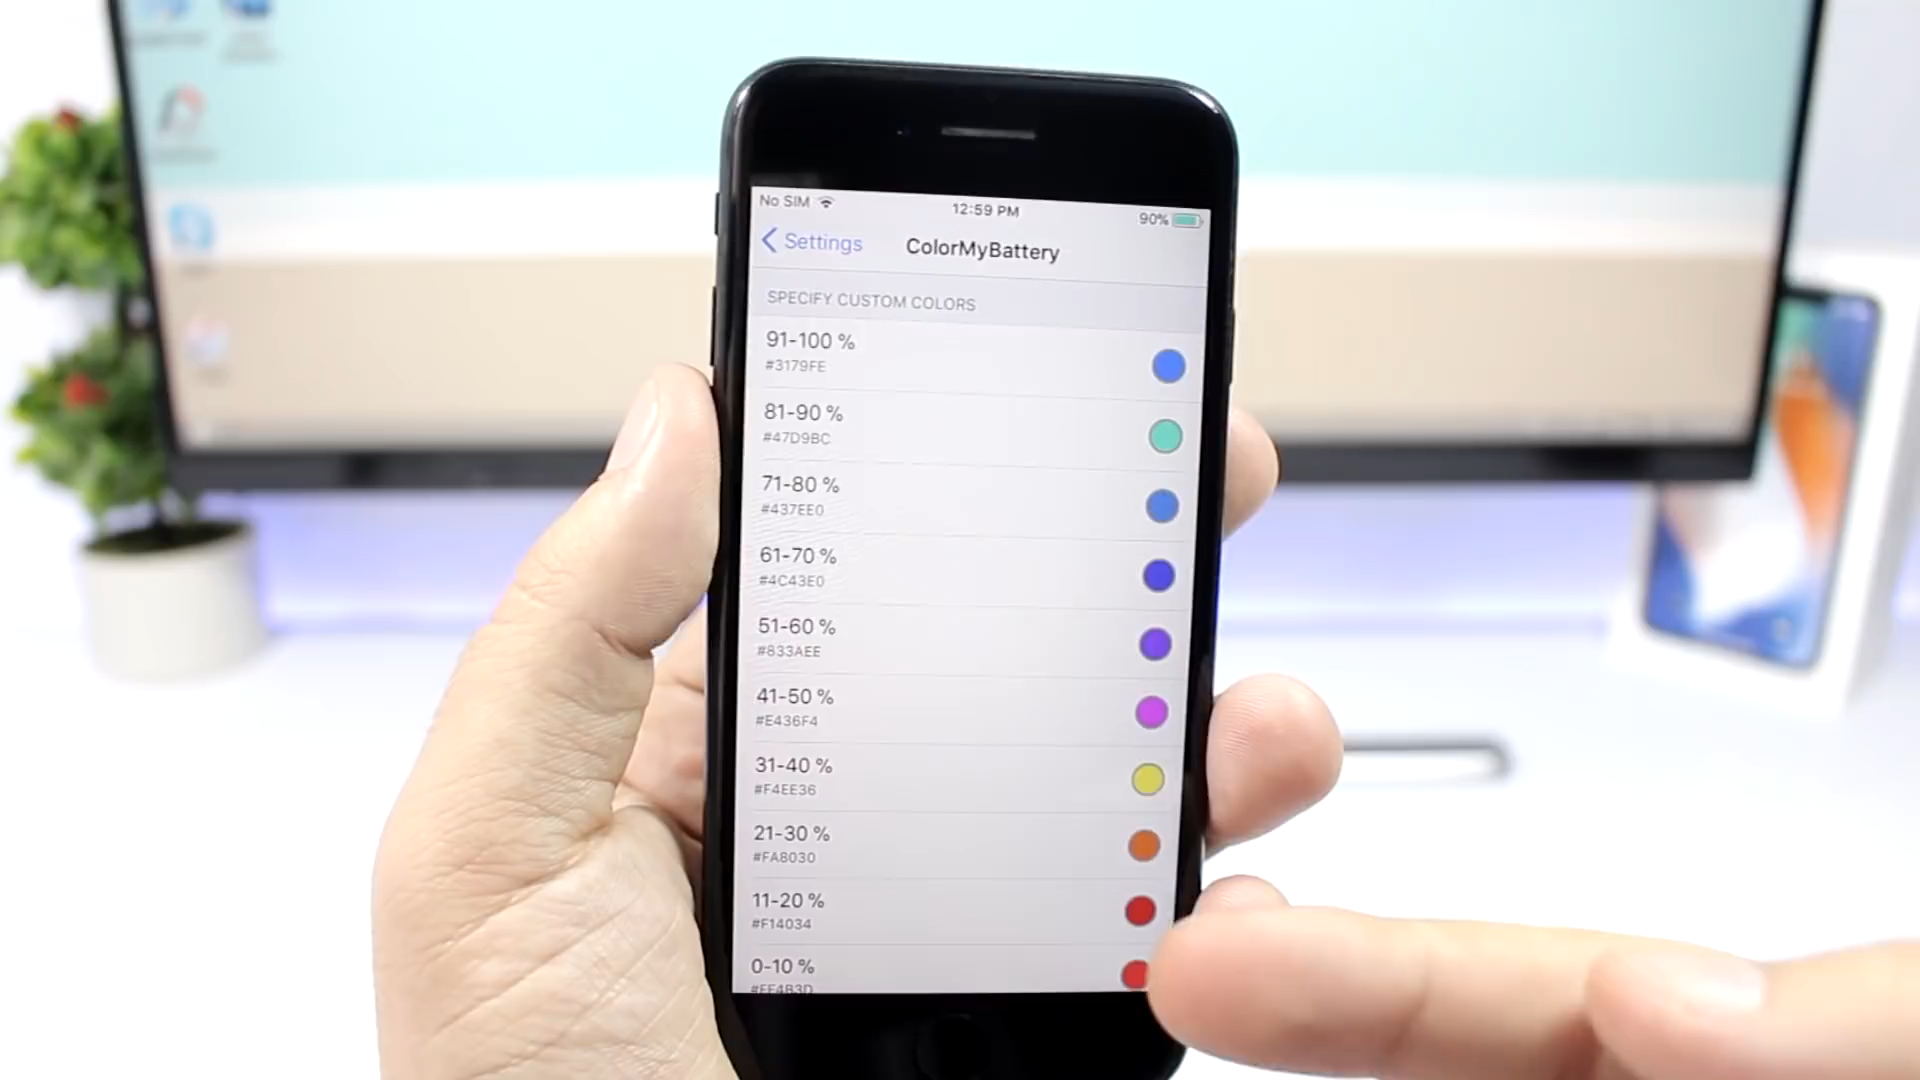 No SIM
12:59 PM
90%
Settings
ColorMyBattery
SPECIFY CUSTOM COLORS
91-100 %
#3179FE
81-90 %
#47D9BC
71-80 %
#437EE0
61-70 %
#4C43E0
51-60 %
#833AEE
41-50 %
#E436F4
31-40 %
#F4EE36
21-30 %
#FA8030
11-20 %
#F14034
0-10 %